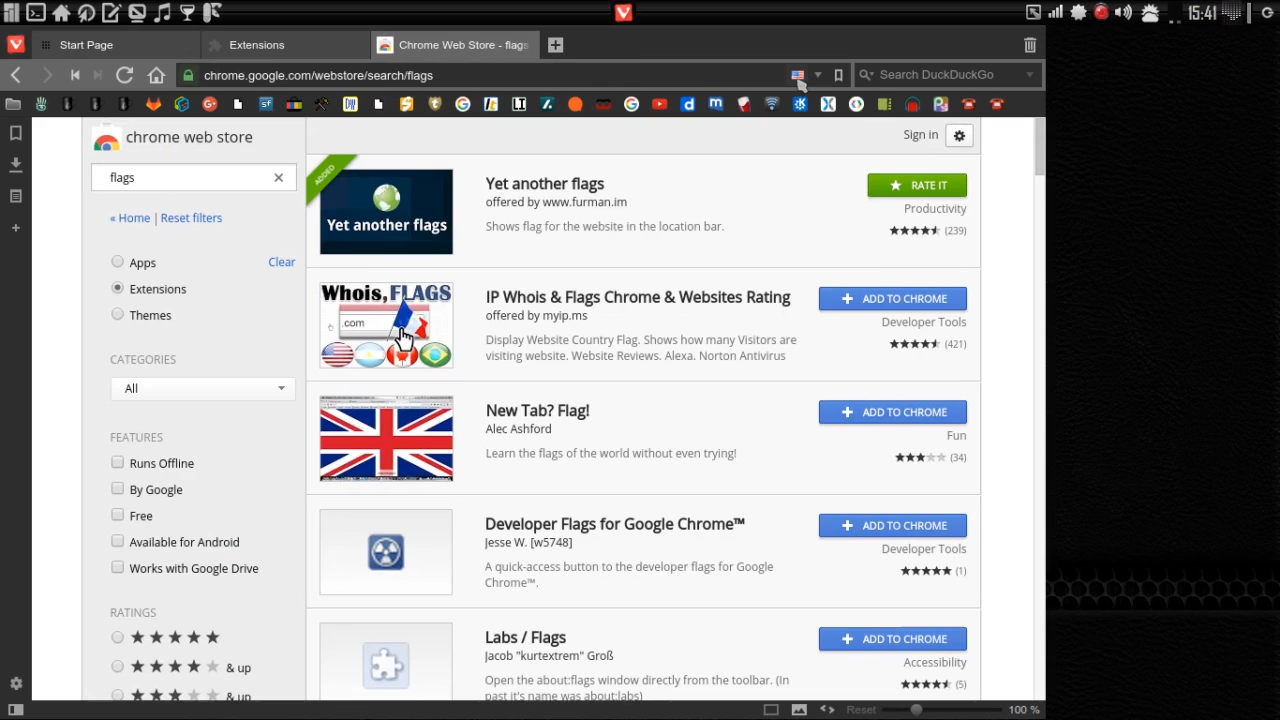 15:41
Start Page
Extensions
Chrome Web Store - flags
chrome.google.com/webstore/search/flags
Search DuckDuckGo
chrome web store
Sign in
flags
« Home | Reset filters
Apps
Clear
Extensions
Themes
CATEGORIES
All
FEATURES
Runs Offline
By Google
Free
Available for Android
Works with Google Drive
RATINGS
& up
& up
ADDED
Yet another flags
Yet another flags
offered by www.furman.im
Shows flag for the website in the location bar.
RATE IT
Productivity
(239)
Whois, FLAGS
.com
IP Whois & Flags Chrome & Websites Rating
offered by myip.ms
Display Website Country Flag. Shows how many Visitors are
visiting website. Website Reviews. Alexa. Norton Antivirus
ADD TO CHROME
Developer Tools
(421)
New Tab? Flag!
Alec Ashford
Learn the flags of the world without even trying!
ADD TO CHROME
Fun
(34)
Developer Flags for Google Chrome™
Jesse W. [w5748]
A quick-access button to the developer flags for Google
Chrome™.
ADD TO CHROME
Developer Tools
(1)
Labs / Flags
Jacob "kurtextrem" Groß
Open the about:flags window directly from the toolbar. (In
past it's name was about:labs)
ADD TO CHROME
Accessibility
(5)
Reset
100 %